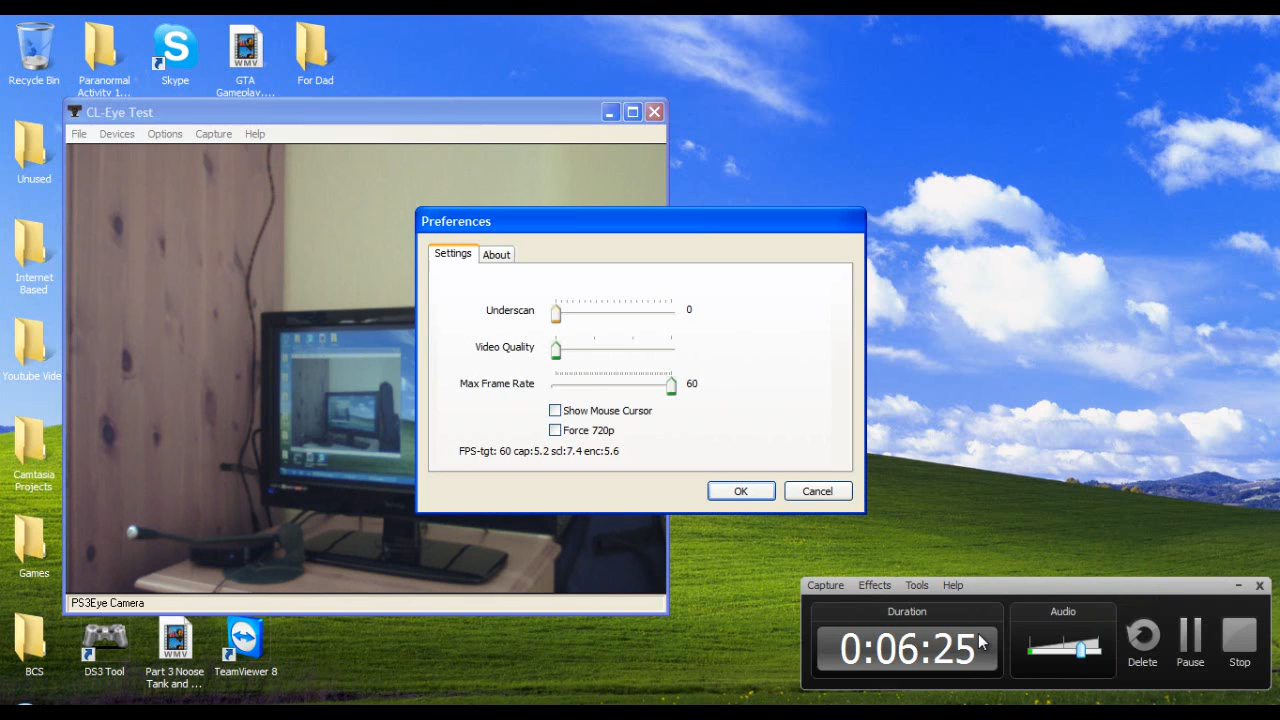 Recycle Bin
Paranormal
Activity 1...
Skype
WMV
GTA
Gameplay....
For Dad
Unused
Internet
Based
Youtube Vide
Camtasia
Projects
Games
BCS
DS3 Tool
WMV
Part 3 Noose
Tank and ...
TeamViewer 8
CL-Eye Test
File Devices Options Capture Help
PS3Eye Camera
Preferences
Settings About
Underscan 0
Video Quality
Max Frame Rate 60
Show Mouse Cursor
Force 720p
FPS-tgt: 60 cap:5.2 scl:7.4 enc:5.6
OK Cancel
Capture Effects Tools Help
Duration Audio
0:06:25
Delete Pause Stop